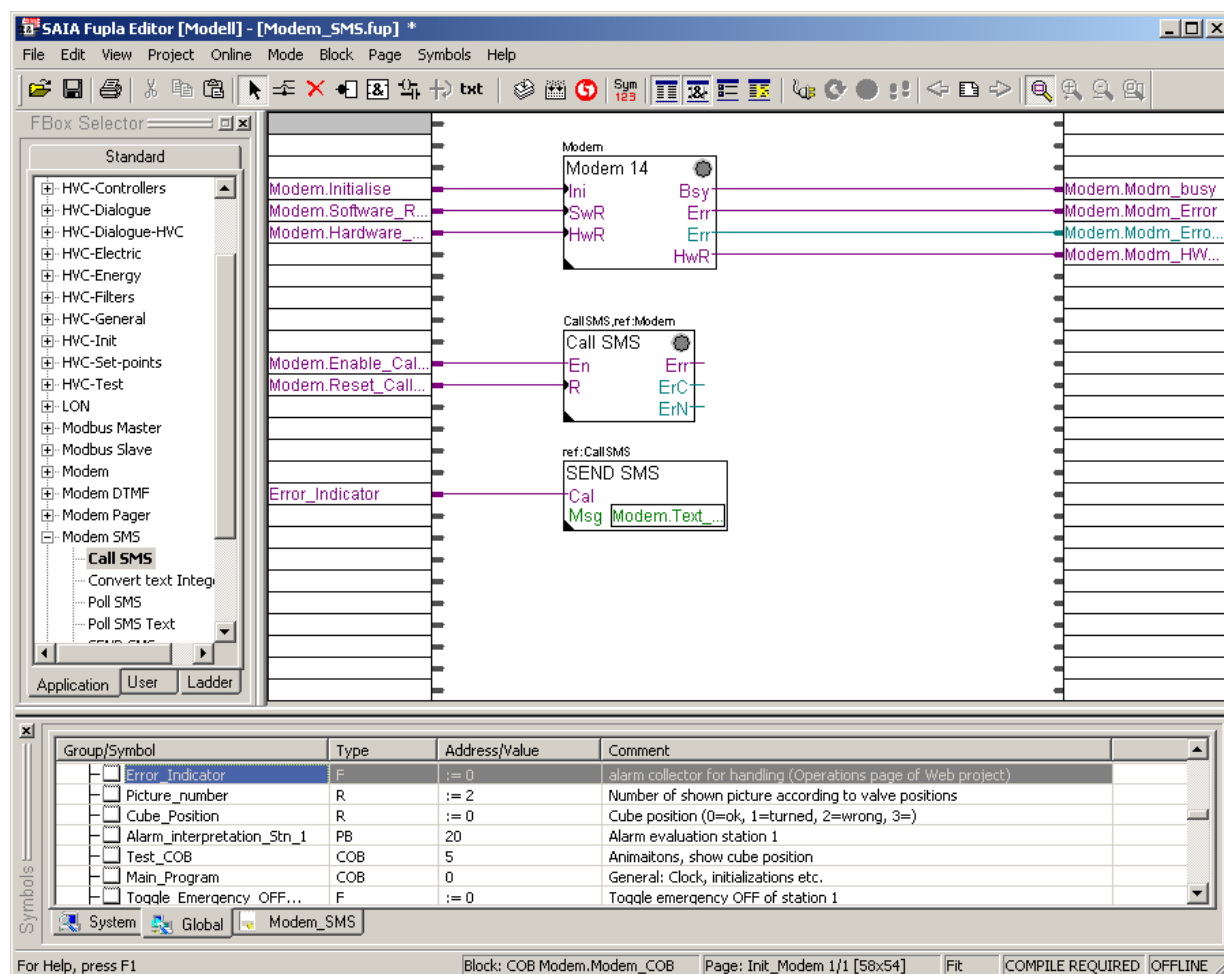 SAIA Fupla Editor [Modell] - [Modem_SMS.fup] *
File Edit View Project Online Mode Block Page Symbols Help
txt Sym 123
FBox Selector
Standard
HVC-Controllers
HVC-Dialogue
HVC-Dialogue-HVC
HVC-Electric
HVC-Energy
HVC-Filters
HVC-General
HVC-Init
HVC-Set-points
HVC-Test
LON
Modbus Master
Modbus Slave
Modem
Modem DTMF
Modem Pager
Modem SMS
Call SMS
Convert text Integ
Poll SMS
Poll SMS Text
SEND SMS
Application User Ladder
Modem
Modem 14
Modem.Initialise Ini Bsy Modem.Modm_busy
Modem.Software_R... SwR Err Modem.Modm_Error
Modem.Hardware_... HwR Err Modem.Modm_Erro...
HwR Modem.Modm_HW...
CallSMS,ref:Modem
Call SMS
Modem.Enable_Cal... En Err
Modem.Reset_Call... R ErC
ErN
ref:CallSMS
SEND SMS
Error_Indicator Cal
Msg Modem.Text_...
Symbols
Group/Symbol Type Address/Value Comment
Error_Indicator F := 0 alarm collector for handling (Operations page of Web project)
Picture_number R := 2 Number of shown picture according to valve positions
Cube_Position R := 0 Cube position (0=ok, 1=turned, 2=wrong, 3=)
Alarm_interpretation_Stn_1 PB 20 Alarm evaluation station 1
Test_COB COB 5 Animaitons, show cube position
Main_Program COB 0 General: Clock, initializations etc.
Toggle_Emergency_OFF... F := 0 Toggle emergency OFF of station 1
System Global Modem_SMS
For Help, press F1 Block: COB Modem.Modem_COB Page: Init_Modem 1/1 [58x54] Fit COMPILE REQUIRED OFFLINE